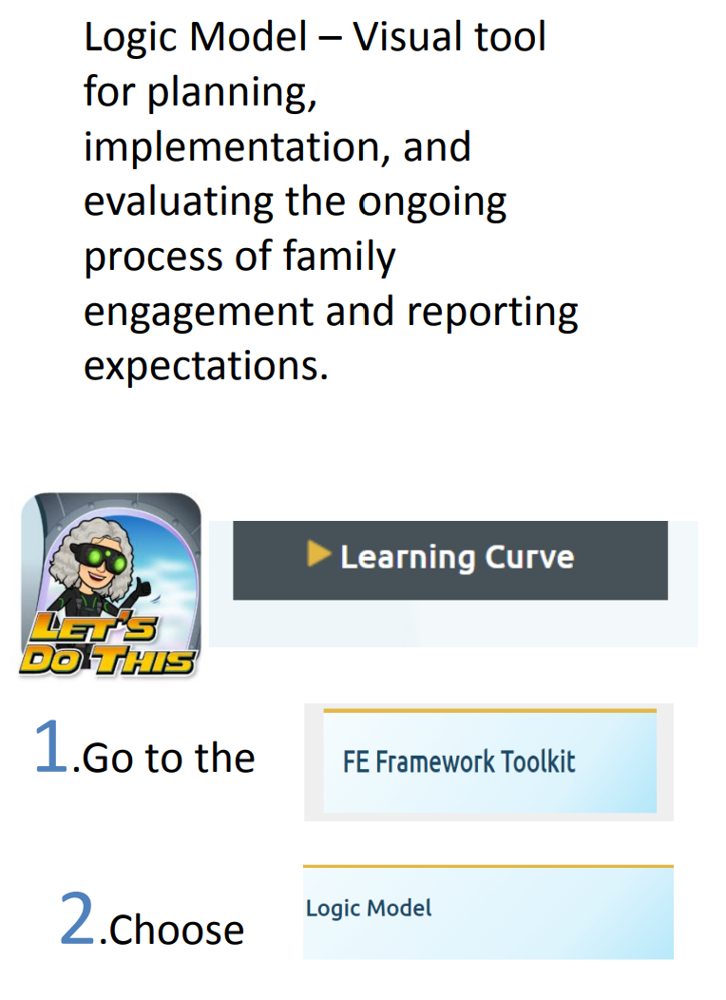 Logic Model – Visual tool
for planning,
implementation, and
evaluating the ongoing
process of family
engagement and reporting
expectations.
LET'S
DO THIS
Learning Curve
1.Go to the
FE Framework Toolkit
2.Choose
Logic Model